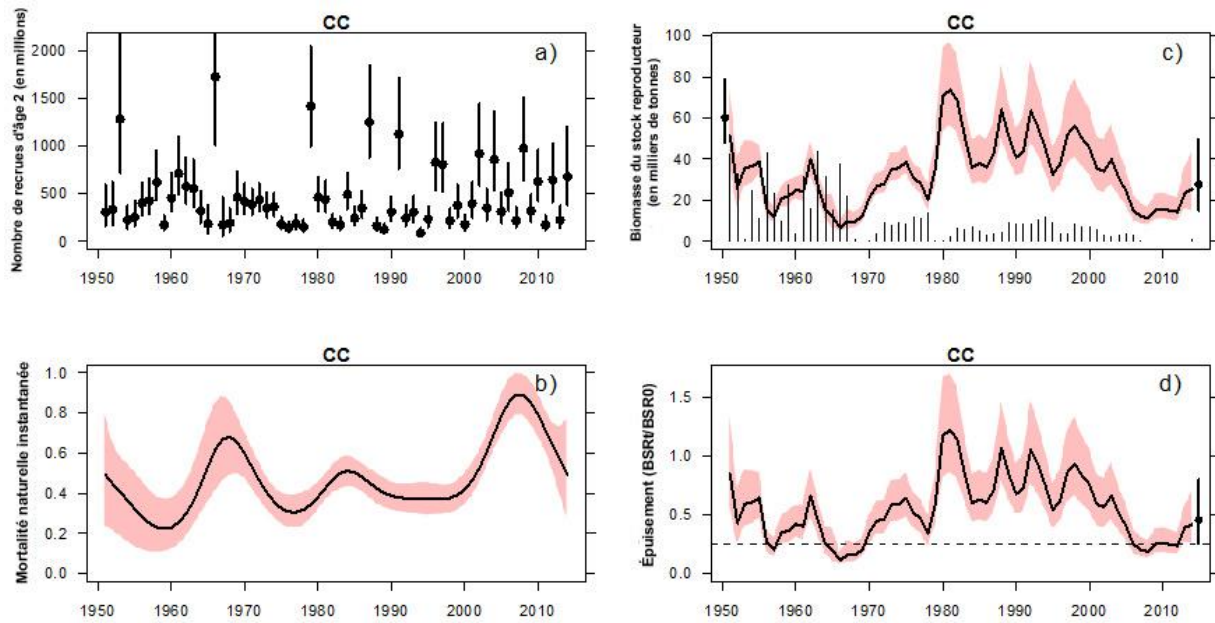 CC
a)
Nombre de recrues d'âge 2 (en millions)
2000
1500
1000
500
0
1950 1960 1970 1980 1990 2000 2010
CC
c)
Biomasse du stock reproducteur
(en milliers de tonnes)
100
80
60
40
20
0
1950 1960 1970 1980 1990 2000 2010
CC
b)
Mortalité naturelle instantanée
1.0
0.8
0.6
0.4
0.2
0.0
1950 1960 1970 1980 1990 2000 2010
CC
d)
Épuisement (BSRt/BSR0)
1.5
1.0
0.5
0.0
1950 1960 1970 1980 1990 2000 2010